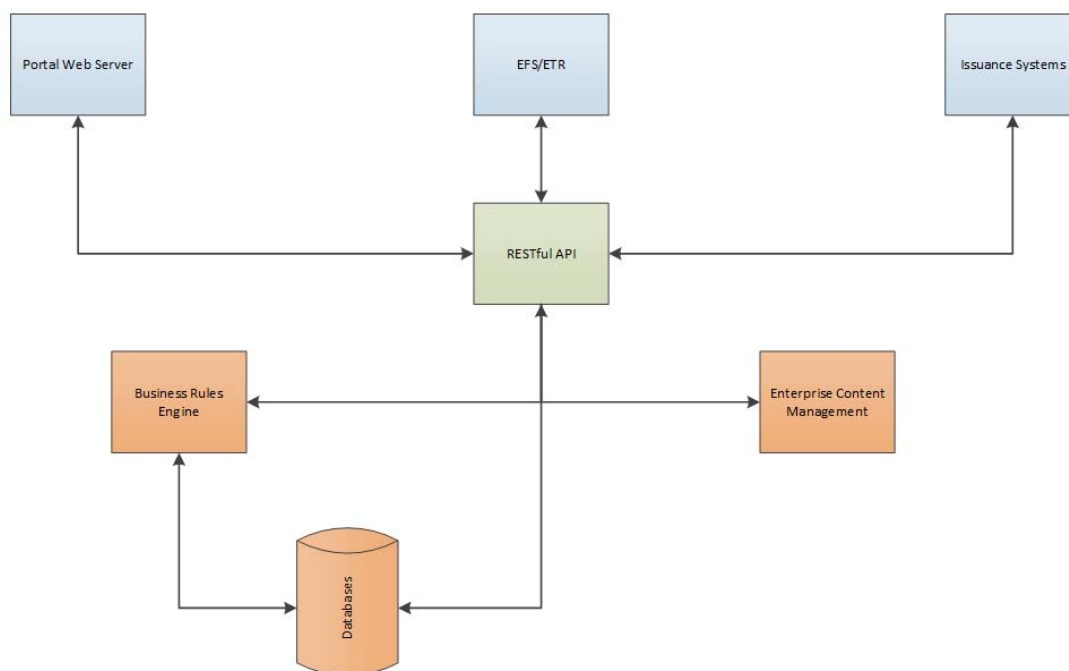 Portal Web Server
EFS/ETR
Issuance Systems
RESTful API
Business Rules
Engine
Enterprise Content
Management
Databases